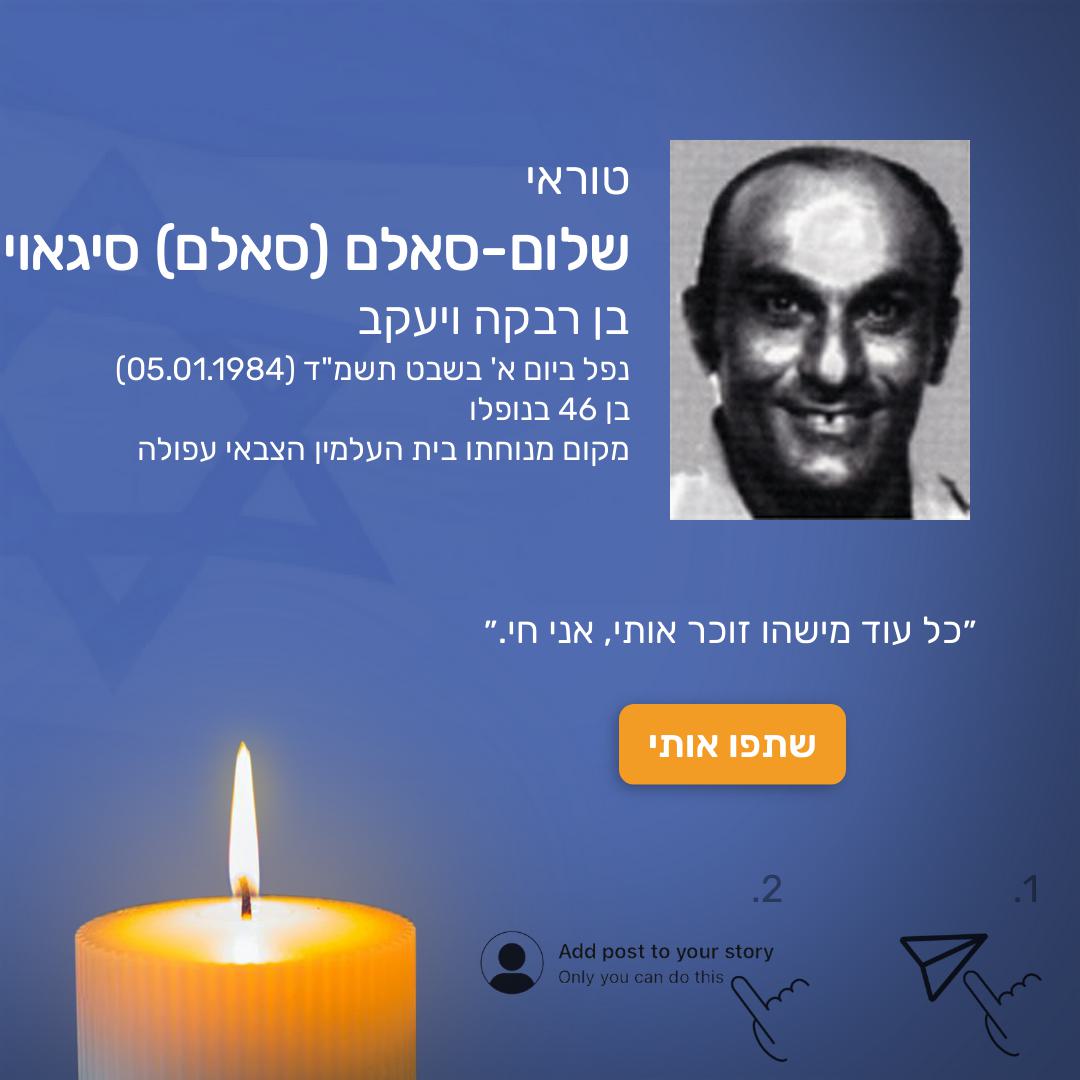 טוראי
שלום-סאלם (סאלם) סיגאוי
בן רבקה ויעקב
נפל ביום א' בשבט תשמ"ד (05.01.1984)
בן 46 בנופלו
מקום מנוחתו בית העלמין הצבאי עפולה
״כל עוד מישהו זוכר אותי, אני חי.״
שתפו אותי
1.
2.
Add post to your story
Only you can do this